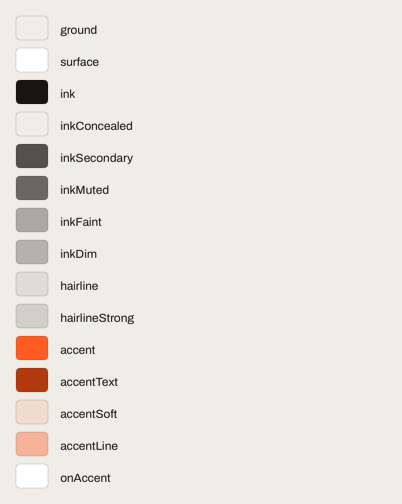 ground
surface
ink
inkConcealed
inkSecondary
inkMuted
inkFaint
inkDim
hairline
hairlineStrong
accent
accentText
accentSoft
accentLine
onAccent